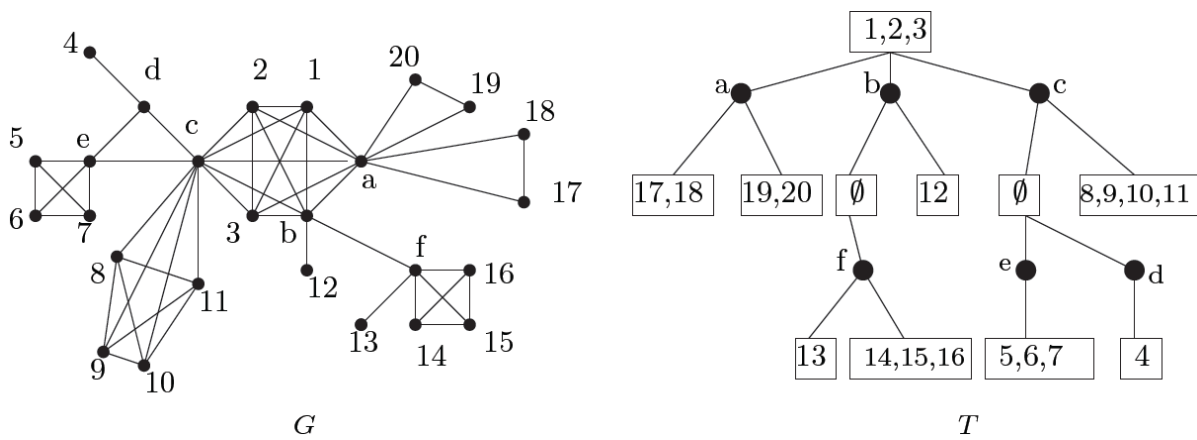 4 d 2 1 20 19
18
5 e c
a 17
6 7 3 b f
8 16
11 12
13 14 15
9 10
G
1,2,3
a b c
17,18 19,20 ∅ 12 ∅ 8,9,10,11
f e d
13 14,15,16 5,6,7 4
T